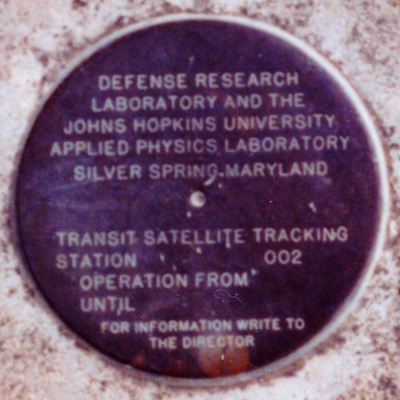 DEFENSE RESEARCH
LABORATORY AND THE
JOHNS HOPKINS UNIVERSITY
APPLIED PHYSICS LABORATORY
SILVER SPRING, MARYLAND
TRANSIT SATELLITE TRACKING
STATION 002
OPERATION FROM
UNTIL
FOR INFORMATION WRITE TO
THE DIRECTOR